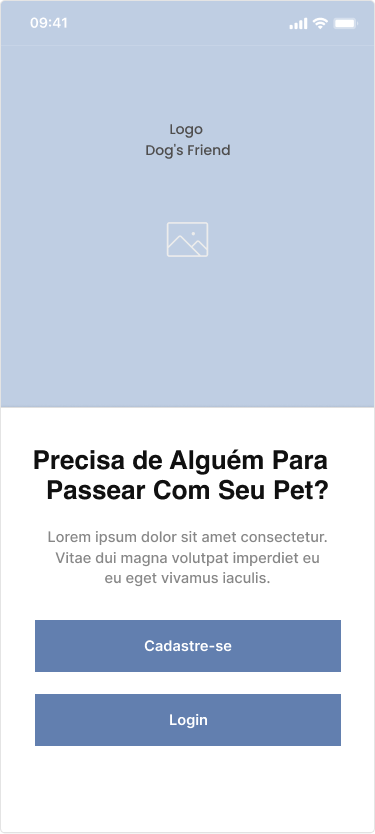 09:41
Logo
Dog's Friend
Precisa de Alguém Para
Passear Com Seu Pet?
Lorem ipsum dolor sit amet consectetur.
Vitae dui magna volutpat imperdiet eu
eu eget vivamus iaculis.
Cadastre-se
Login